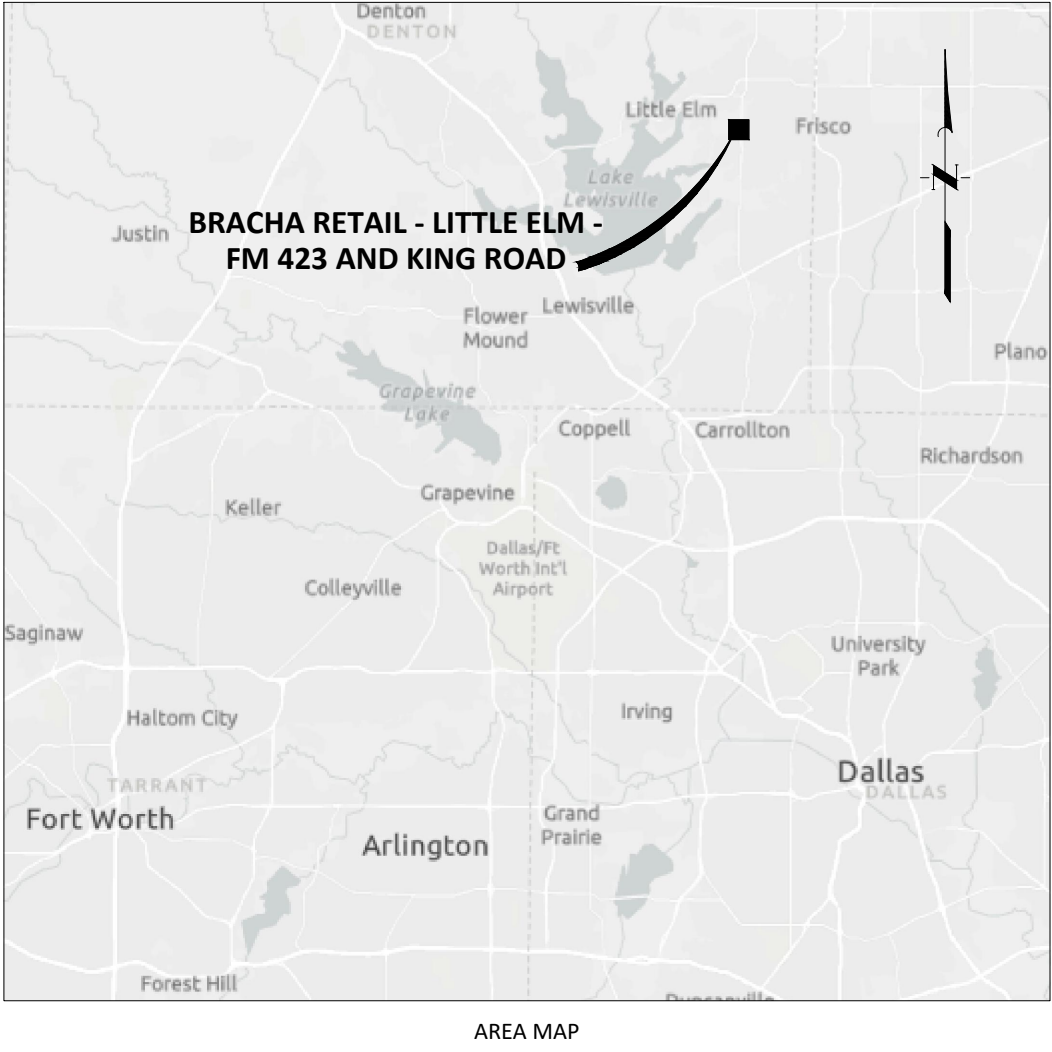 Denton
DENTON
Little Elm
Frisco
Lake
Lewisville
BRACHA RETAIL - LITTLE ELM -
FM 423 AND KING ROAD
N
Justin
Flower
Mound
Lewisville
Plano
Grapevine
Lake
Coppell
Carrollton
Richardson
Grapevine
Keller
Dallas/Ft
Worth Int'l
Airport
Colleyville
Saginaw
University
Park
Irving
Haltom City
TARRANT
Dallas
DALLAS
Fort Worth
Grand
Prairie
Arlington
Forest Hill
Duncanville
AREA MAP